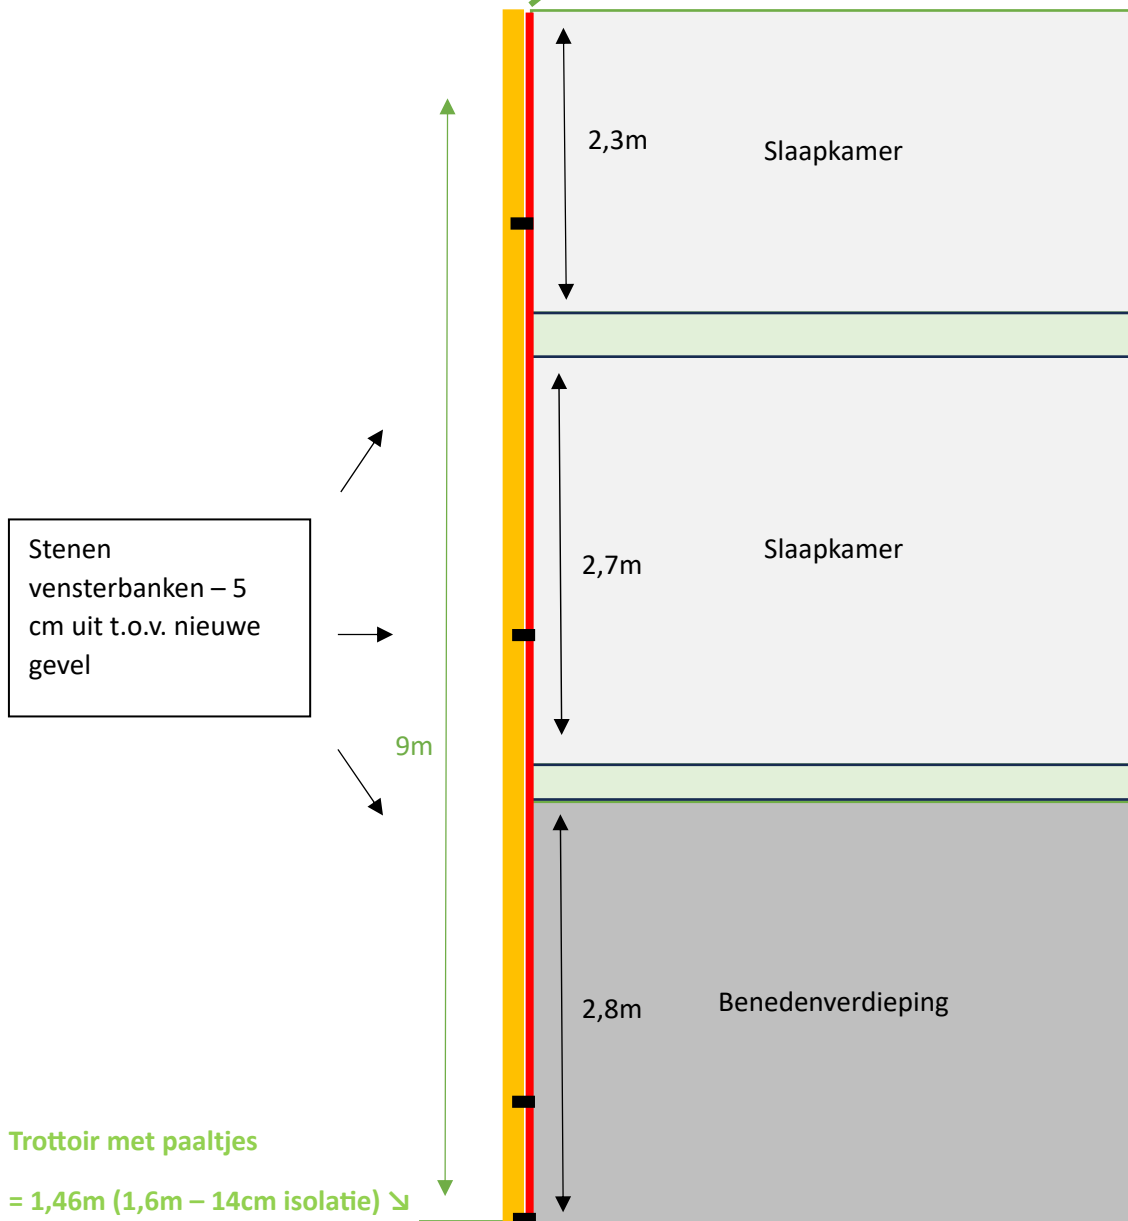 2,3m
Slaapkamer
Stenen
vensterbanken – 5
cm uit t.o.v. nieuwe
gevel
2,7m
Slaapkamer
9m
2,8m
Benedenverdieping
Trottoir met paaltjes
= 1,46m (1,6m – 14cm isolatie) ↘